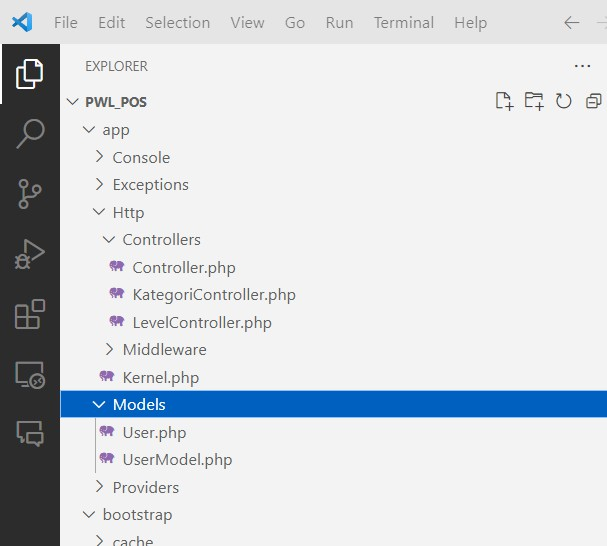 File Edit Selection View Go Run Terminal Help
EXPLORER
PWL_POS
app
Console
Exceptions
Http
Controllers
Controller.php
KategoriController.php
LevelController.php
Middleware
Kernel.php
Models
User.php
UserModel.php
Providers
bootstrap
cache